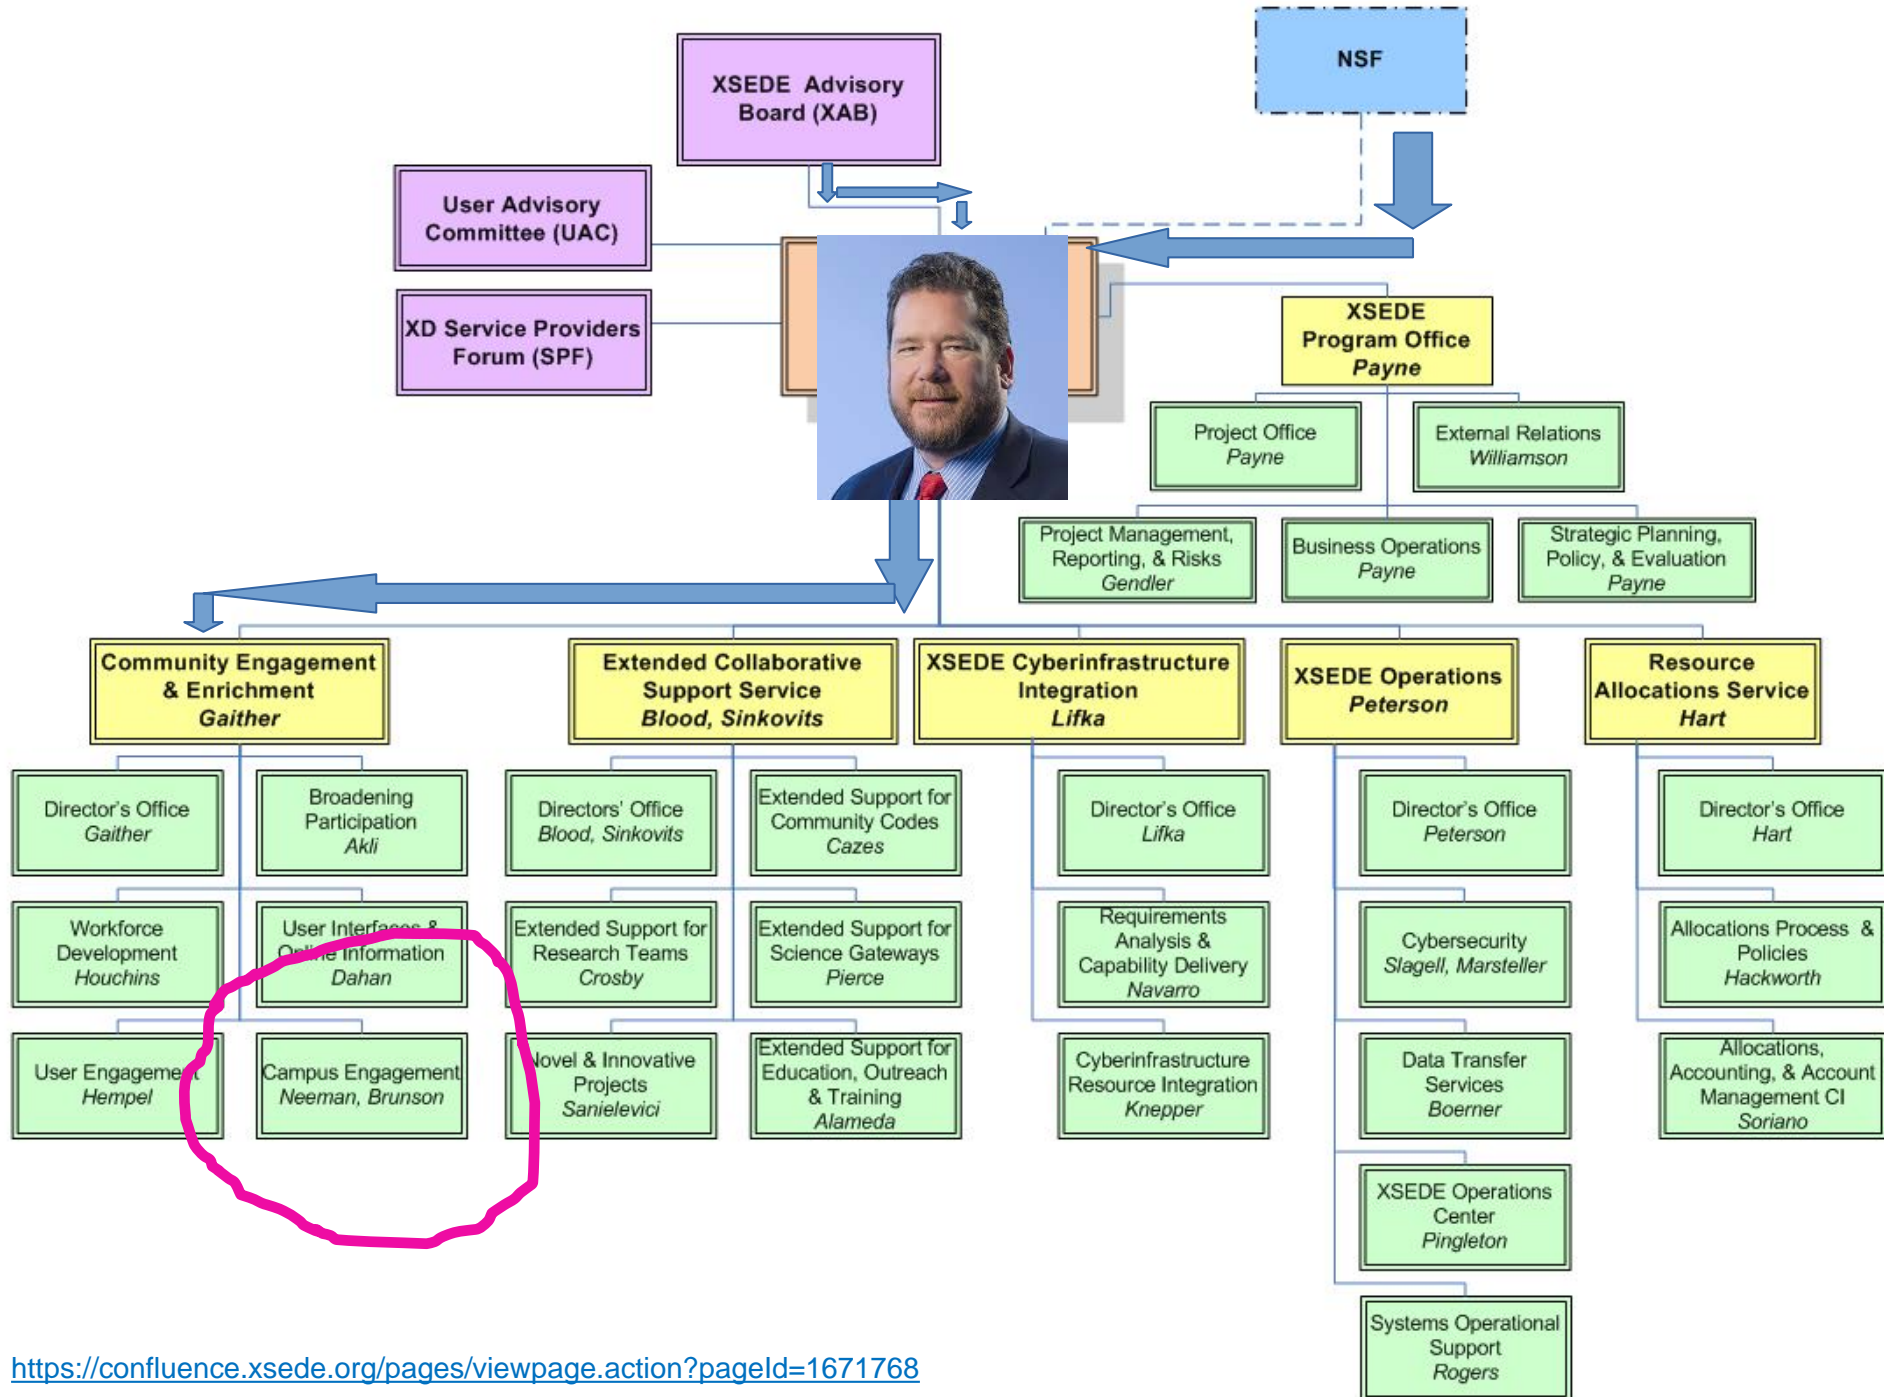 XSEDE Advisory
Board (XAB)
NSF
User Advisory
Committee (UAC)
XD Service Providers
Forum (SPF)
XSEDE
Program Office
Payne
Project Office
Payne
External Relations
Williamson
Project Management,
Reporting, & Risks
Gendler
Business Operations
Payne
Strategic Planning,
Policy, & Evaluation
Payne
Community Engagement
& Enrichment
Gaither
Extended Collaborative
Support Service
Blood, Sinkovits
XSEDE Cyberinfrastructure
Integration
Lifka
XSEDE Operations
Peterson
Resource
Allocations Service
Hart
Director's Office
Gaither
Broadening
Participation
Akli
Directors' Office
Blood, Sinkovits
Extended Support for
Community Codes
Cazes
Director's Office
Lifka
Director's Office
Peterson
Director's Office
Hart
Workforce
Development
Houchins
User Interfaces &
Online Information
Dahan
Extended Support for
Research Teams
Crosby
Extended Support for
Science Gateways
Pierce
Requirements
Analysis &
Capability Delivery
Navarro
Cybersecurity
Slagell, Marsteller
Allocations Process &
Policies
Hackworth
User Engagement
Hempel
Campus Engagement
Neeman, Brunson
Novel & Innovative
Projects
Sanielevici
Extended Support for
Education, Outreach
& Training
Alameda
Cyberinfrastructure
Resource Integration
Knepper
Data Transfer
Services
Boerner
Allocations,
Accounting, & Account
Management CI
Soriano
XSEDE Operations
Center
Pingleton
Systems Operational
Support
Rogers
https://confluence.xsede.org/pages/viewpage.action?pageId=1671768